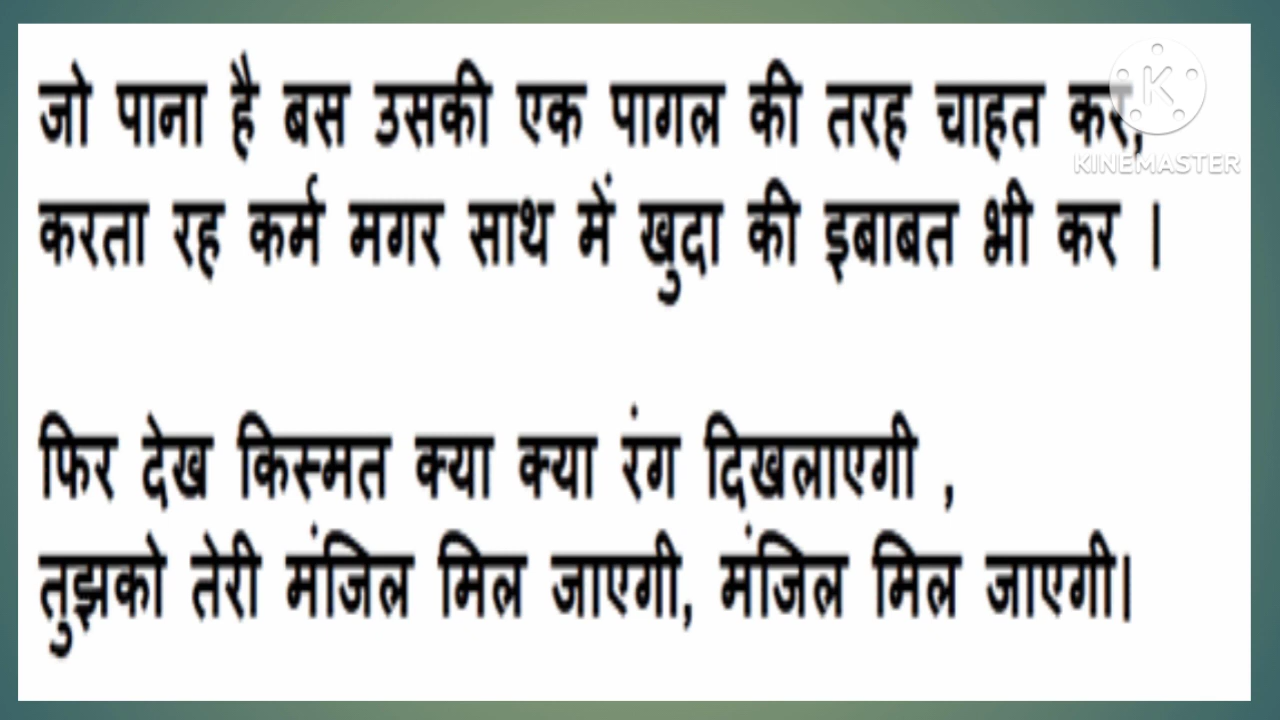 जो पाना है बस उसकी एक पागल की तरह चाहत कर,
KINEMASTER
करता रह कर्म मगर साथ में खुदा की इबाबत भी कर ।
फिर देख किस्मत क्या क्या रंग दिखलाएगी ,
तुझको तेरी मंजिल मिल जाएगी, मंजिल मिल जाएगी।